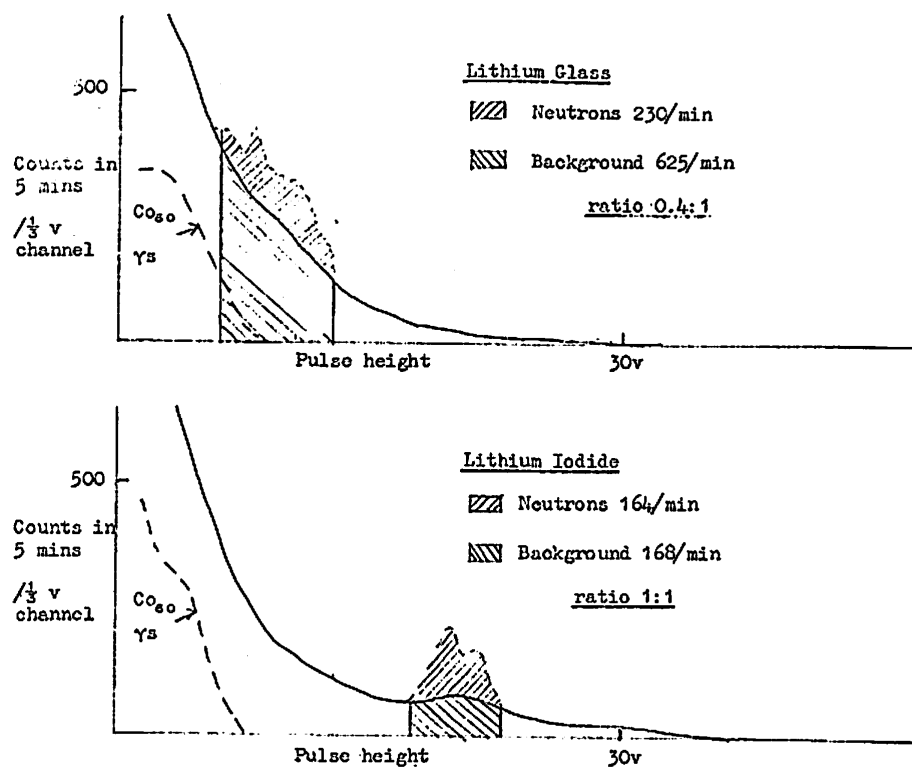 Lithium Glass
500
Neutrons 230/min
Background 625/min
ratio 0.4:1
Counts in
5 mins
/⅓ v
channel
Co₆₀
γs
Pulse height
30v
Lithium Iodide
500
Neutrons 164/min
Background 168/min
ratio 1:1
Counts in
5 mins
/⅓ v
channel
Co₆₀
γs
Pulse height
30v